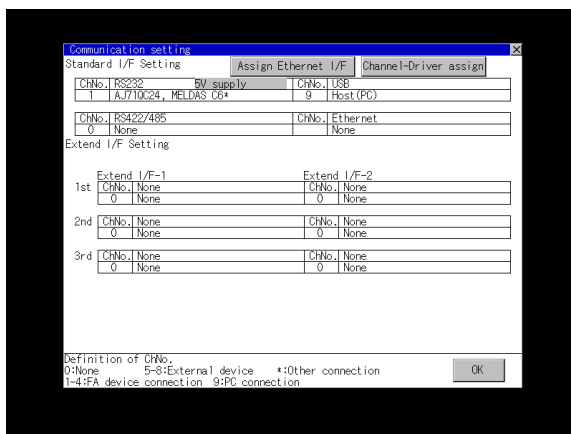 Communication setting
Standard I/F Setting Assign Ethernet I/F Channel-Driver assign
ChNo. RS232 5V supply ChNo. USB
1 AJ71QC24, MELDAS C6* 9 Host(PC)
ChNo. RS422/485 ChNo. Ethernet
0 None None
Extend I/F Setting
Extend I/F-1 Extend I/F-2
1st ChNo. None ChNo. None
0 None 0 None
2nd ChNo. None ChNo. None
0 None 0 None
3rd ChNo. None ChNo. None
0 None 0 None
Definition of ChNo.
0:None 5-8:External device *:Other connection OK
1-4:FA device connection 9:PC connection